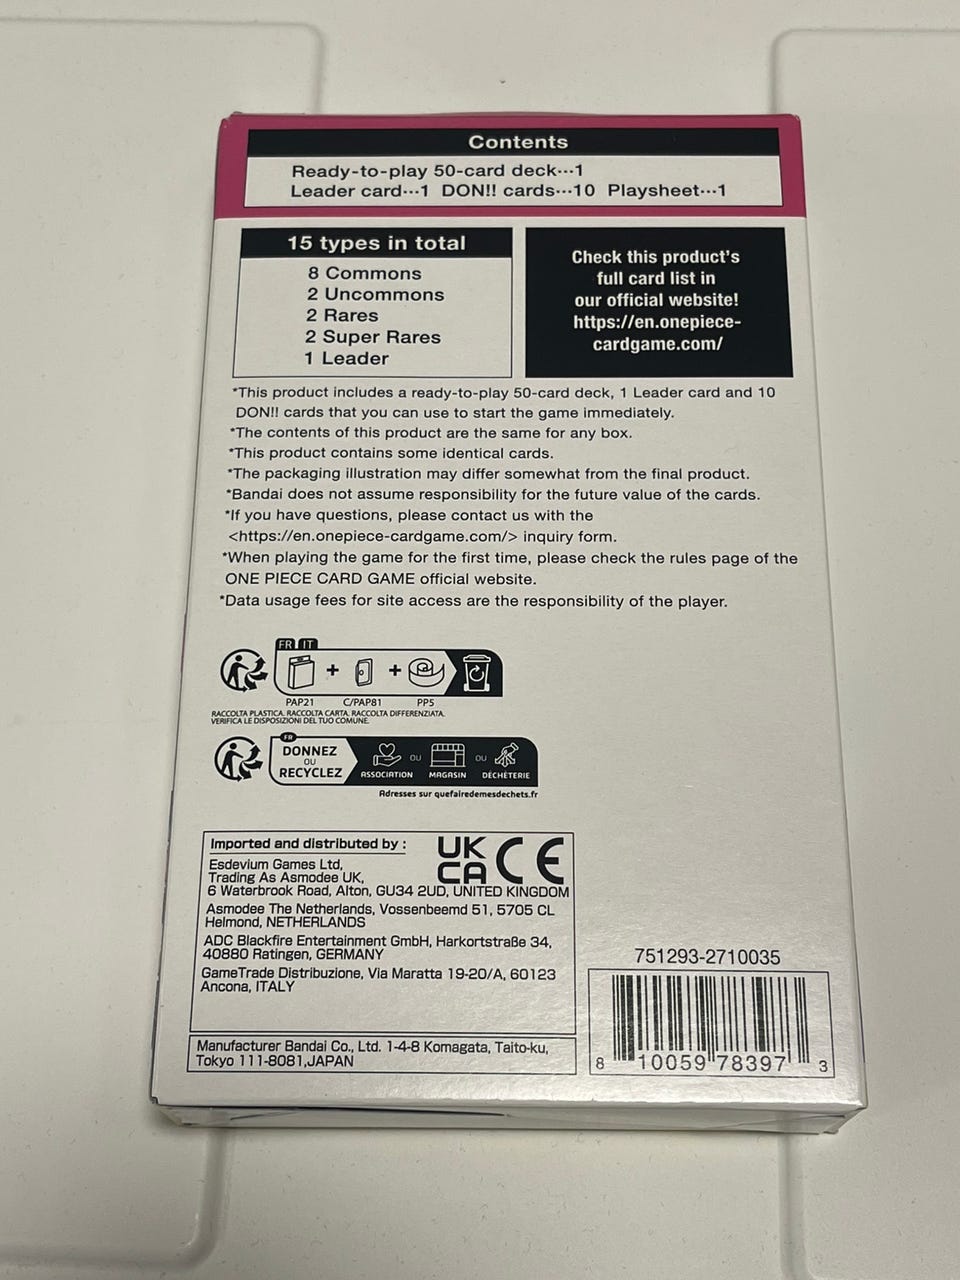 Contents
Ready-to-play 50-card deck···1
Leader card···1 DON!! cards···10 Playsheet···1
15 types in total
8 Commons
2 Uncommons
2 Rares
2 Super Rares
1 Leader
Check this product's
full card list in
our official website!
https://en.onepiece-
cardgame.com/
*This product includes a ready-to-play 50-card deck, 1 Leader card and 10
DON!! cards that you can use to start the game immediately.
*The contents of this product are the same for any box.
*This product contains some identical cards.
*The packaging illustration may differ somewhat from the final product.
*Bandai does not assume responsibility for the future value of the cards.
*If you have questions, please contact us with the
<https://en.onepiece-cardgame.com/> inquiry form.
*When playing the game for the first time, please check the rules page of the
ONE PIECE CARD GAME official website.
*Data usage fees for site access are the responsibility of the player.
FR IT
+ +
PAP21 C/PAP81 PP5
RACCOLTA PLASTICA. RACCOLTA CARTA. RACCOLTA DIFFERENZIATA.
VERIFICA LE DISPOSIZIONI DEL TUO COMUNE.
FR
DONNEZ
OU
RECYCLEZ
ASSOCIATION OU MAGASIN OU DÉCHÈTERIE
Adresses sur quefairedemesdechets.fr
Imported and distributed by :
UK
CA CE
Esdevium Games Ltd,
Trading As Asmodee UK,
6 Waterbrook Road, Alton, GU34 2UD, UNITED KINGDOM
Asmodee The Netherlands, Vossenbeemd 51, 5705 CL
Helmond, NETHERLANDS
ADC Blackfire Entertainment GmbH, Harkortstraße 34,
40880 Ratingen, GERMANY
GameTrade Distribuzione, Via Maratta 19-20/A, 60123
Ancona, ITALY
Manufacturer Bandai Co., Ltd. 1-4-8 Komagata, Taito-ku,
Tokyo 111-8081,JAPAN
751293-2710035
8 10059 78397 3